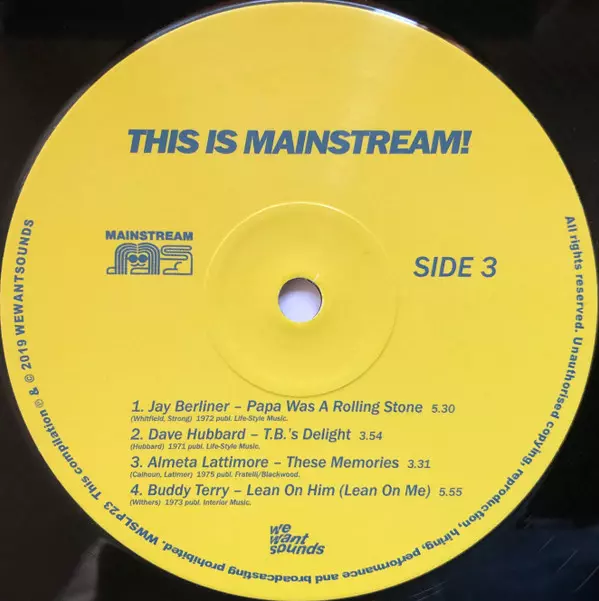 THIS IS MAINSTREAM!
MAINSTREAM
SIDE 3
1. Jay Berliner – Papa Was A Rolling Stone 5.30
(Whitfield, Strong) 1972 publ. Life-Style Music.
2. Dave Hubbard – T.B.'s Delight 3.54
(Hubbard) 1971 publ. Life-Style Music.
3. Almeta Lattimore – These Memories 3.31
(Calhoun, Latimer) 1975 publ. Fratelli/Blackwood.
4. Buddy Terry – Lean On Him (Lean On Me) 5.55
(Withers) 1973 publ. Interior Music.
we
want
sounds
WWSLP23 This compilation ℗ & © 2019 WEWANTSOUNDS
All rights reserved. Unauthorised copying, reproduction, hiring, performance and broadcasting prohibited.